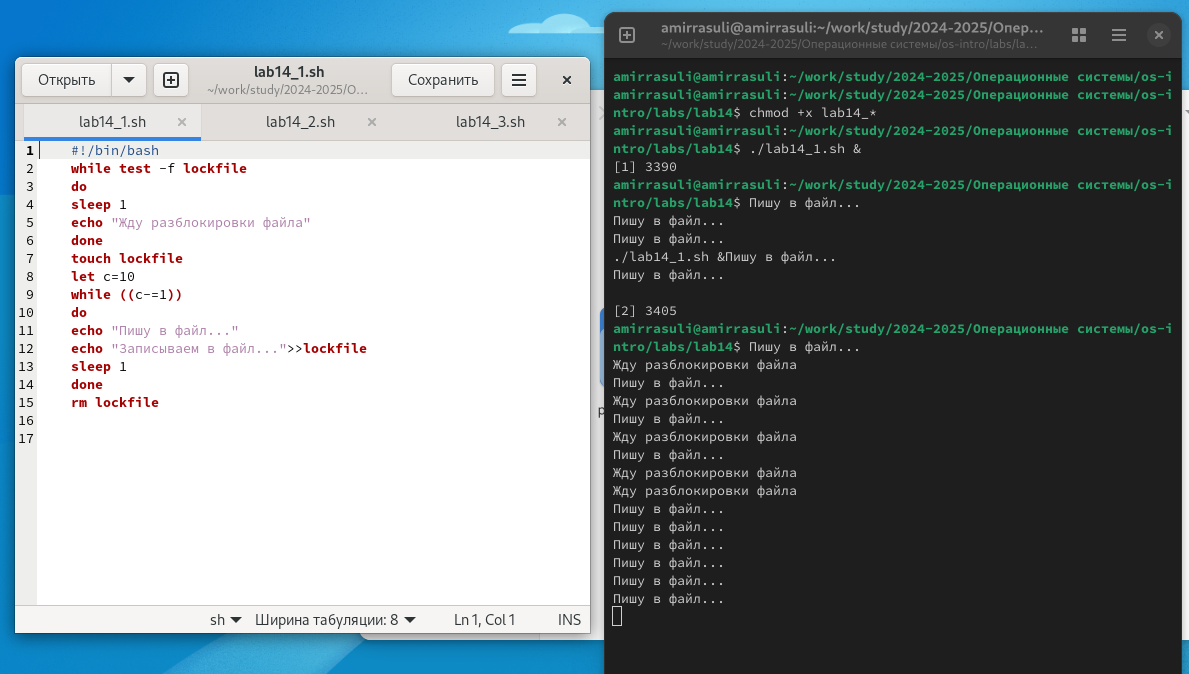 Открыть
lab14_1.sh
~/work/study/2024-2025/О...
Сохранить
lab14_1.sh
lab14_2.sh
lab14_3.sh
1 #!/bin/bash
2 while test -f lockfile
3 do
4 sleep 1
5 echo "Жду разблокировки файла"
6 done
7 touch lockfile
8 let c=10
9 while ((c-=1))
10 do
11 echo "Пишу в файл..."
12 echo "Записываем в файл...">>lockfile
13 sleep 1
14 done
15 rm lockfile
16
17
sh Ширина табуляции: 8 Ln 1, Col 1 INS
amirrasuli@amirrasuli:~/work/study/2024-2025/Опер...
~/work/study/2024-2025/Операционные системы/os-intro/labs/la...
amirrasuli@amirrasuli:~/work/study/2024-2025/Операционные системы/os-i
amirrasuli@amirrasuli:~/work/study/2024-2025/Операционные системы/os-i
ntro/labs/lab14$ chmod +x lab14_*
amirrasuli@amirrasuli:~/work/study/2024-2025/Операционные системы/os-i
ntro/labs/lab14$ ./lab14_1.sh &
[1] 3390
amirrasuli@amirrasuli:~/work/study/2024-2025/Операционные системы/os-i
ntro/labs/lab14$ Пишу в файл...
Пишу в файл...
Пишу в файл...
./lab14_1.sh &Пишу в файл...
Пишу в файл...
[2] 3405
amirrasuli@amirrasuli:~/work/study/2024-2025/Операционные системы/os-i
ntro/labs/lab14$ Пишу в файл...
Жду разблокировки файла
Пишу в файл...
Жду разблокировки файла
Пишу в файл...
Жду разблокировки файла
Пишу в файл...
Жду разблокировки файла
Жду разблокировки файла
Пишу в файл...
Пишу в файл...
Пишу в файл...
Пишу в файл...
Пишу в файл...
Пишу в файл...